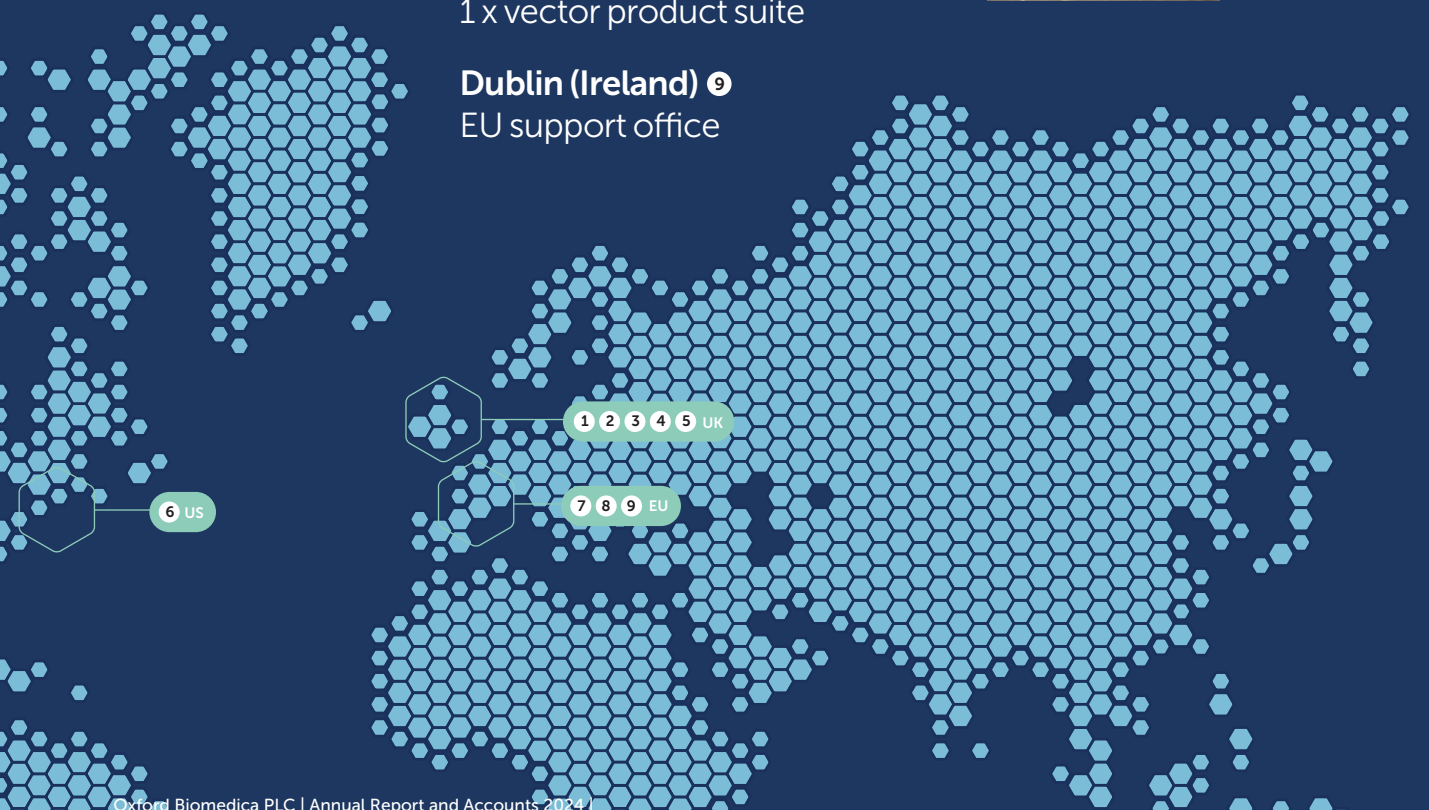 1 x vector product suite
Dublin (Ireland) 9
EU support office
1 2 3 4 5 UK
7 8 9 EU
6 US
Oxford Biomedica PLC | Annual Report and Accounts 2024 |